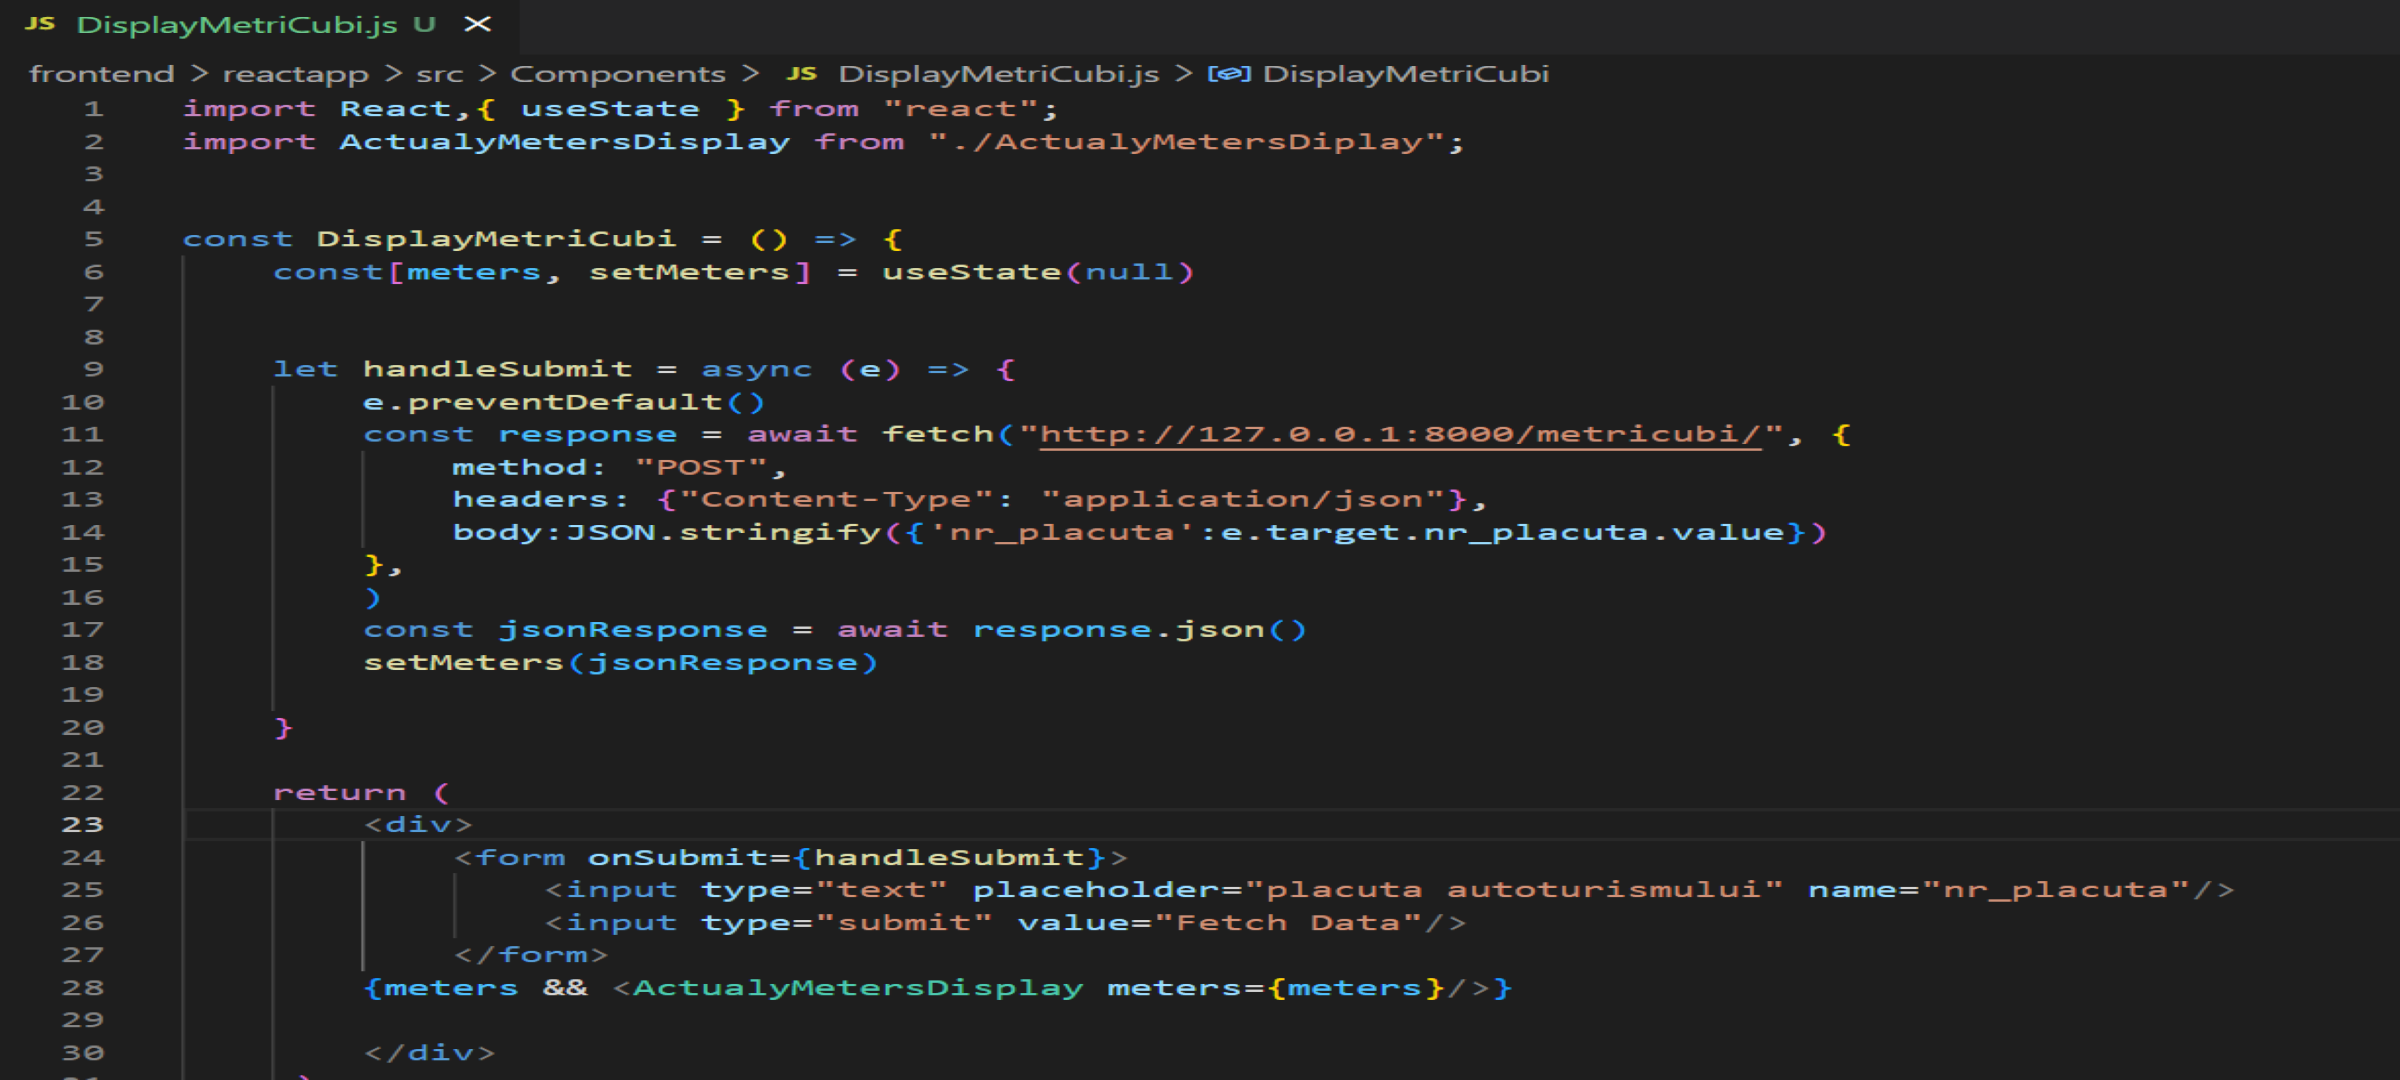 JS DisplayMetriCubi.js U ✕
frontend > reactapp > src > Components > JS DisplayMetriCubi.js > DisplayMetriCubi
1 import React,{ useState } from "react";
2 import ActualyMetersDisplay from "./ActualyMetersDiplay";
3
4
5 const DisplayMetriCubi = () => {
6     const[meters, setMeters] = useState(null)
7
8
9     let handleSubmit = async (e) => {
10         e.preventDefault()
11         const response = await fetch("http://127.0.0.1:8000/metricubi/", {
12             method: "POST",
13             headers: {"Content-Type": "application/json"},
14             body:JSON.stringify({'nr_placuta':e.target.nr_placuta.value})
15         },
16         )
17         const jsonResponse = await response.json()
18         setMeters(jsonResponse)
19
20     }
21
22     return (
23         <div>
24             <form onSubmit={handleSubmit}>
25                 <input type="text" placeholder="placuta autoturismului" name="nr_placuta"/>
26                 <input type="submit" value="Fetch Data"/>
27             </form>
28         {meters && <ActualyMetersDisplay meters={meters}/>}
29
30         </div>